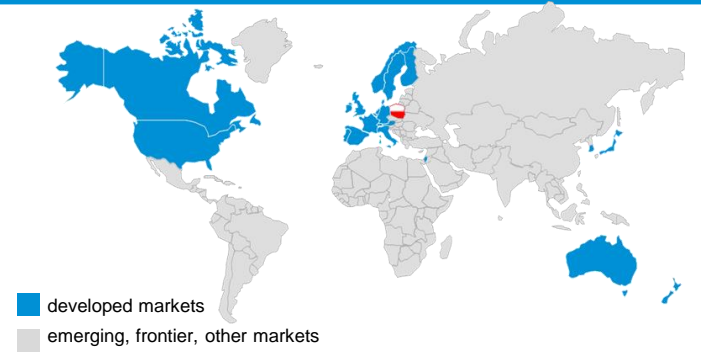 developed markets
emerging, frontier, other markets